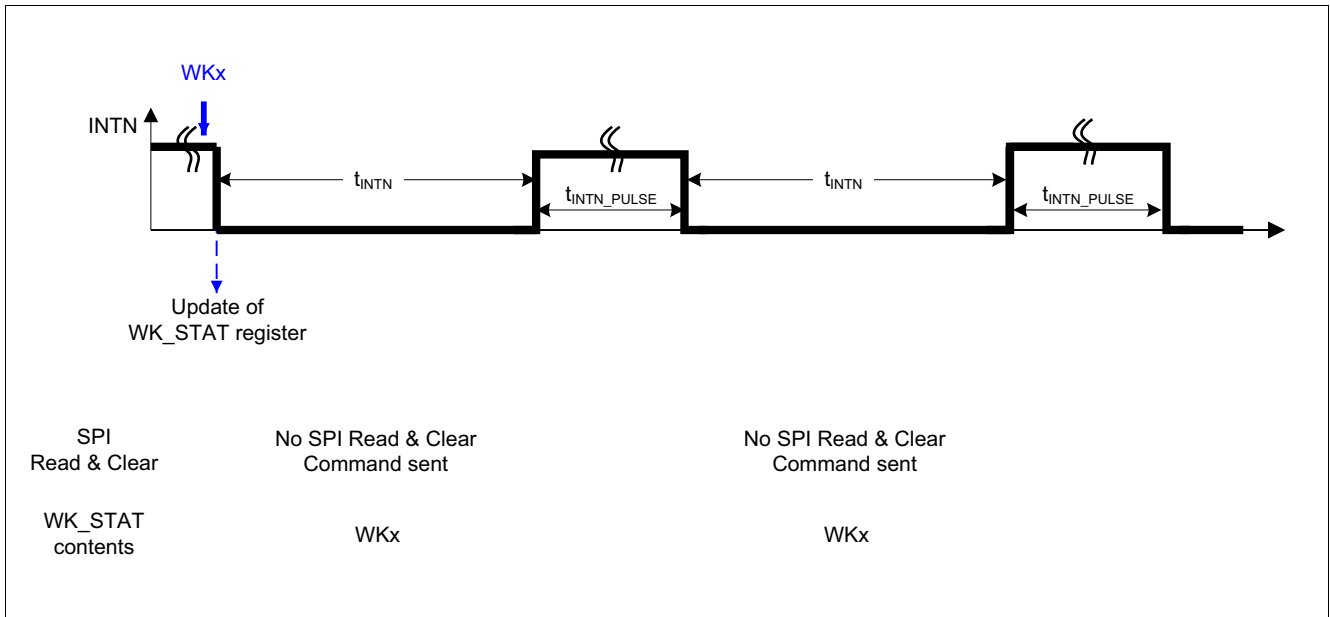 WKx
INTN
tINTN
tINTN
tINTN_PULSE
tINTN_PULSE
Update of
WK_STAT register
SPI
Read & Clear
No SPI Read & Clear
Command sent
No SPI Read & Clear
Command sent
WK_STAT
contents
WKx
WKx